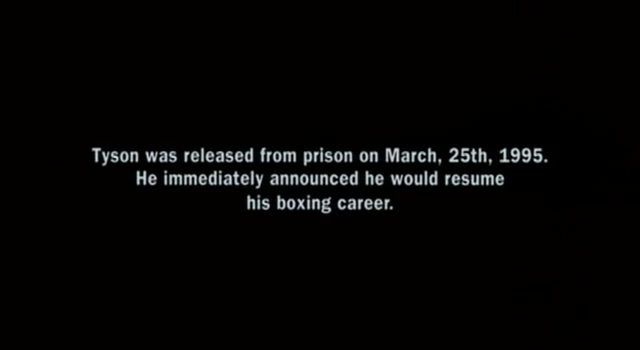 Tyson was released from prison on March, 25th, 1995.
He immediately announced he would resume
his boxing career.